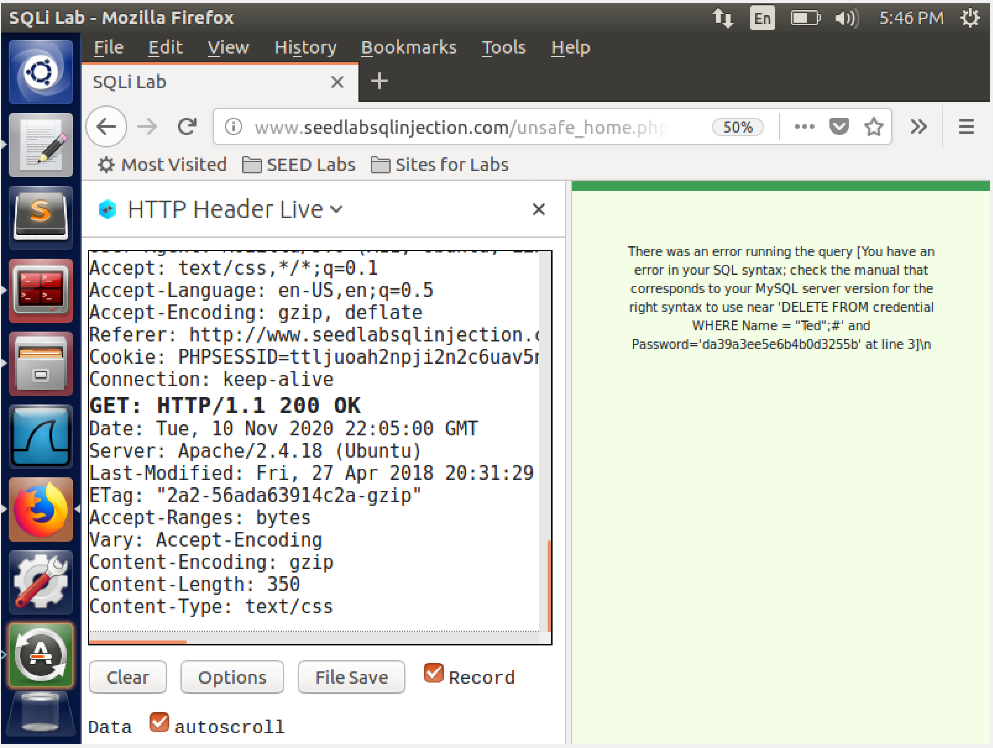 SQLi Lab - Mozilla Firefox
En
5:46 PM
File Edit View History Bookmarks Tools Help
SQLi Lab
www.seedlabsqlinjection.com/unsafe_home.php
50%
Most Visited SEED Labs Sites for Labs
HTTP Header Live
Accept: text/css,*/*;q=0.1
Accept-Language: en-US,en;q=0.5
Accept-Encoding: gzip, deflate
Referer: http://www.seedlabsqlinjection.c
Cookie: PHPSESSID=ttljuoah2npji2n2c6uav5n
Connection: keep-alive
GET: HTTP/1.1 200 OK
Date: Tue, 10 Nov 2020 22:05:00 GMT
Server: Apache/2.4.18 (Ubuntu)
Last-Modified: Fri, 27 Apr 2018 20:31:29
ETag: "2a2-56ada63914c2a-gzip"
Accept-Ranges: bytes
Vary: Accept-Encoding
Content-Encoding: gzip
Content-Length: 350
Content-Type: text/css
Clear Options File Save Record
Data autoscroll
There was an error running the query [You have an
error in your SQL syntax; check the manual that
corresponds to your MySQL server version for the
right syntax to use near 'DELETE FROM credential
WHERE Name = "Ted";#' and
Password='da39a3ee5e6b4b0d3255b' at line 3]\n